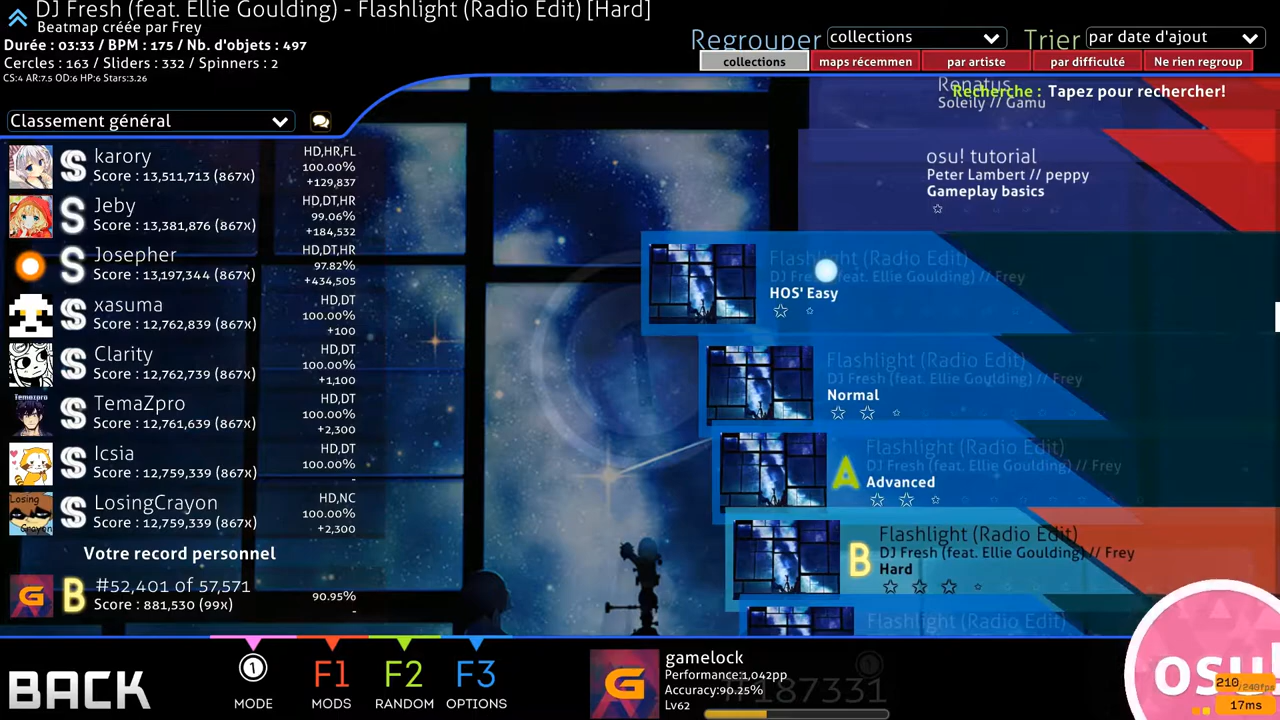 DJ Fresh (feat. Ellie Goulding) - Flashlight (Radio Edit) [Hard]
Beatmap créée par Frey
Durée : 03:33 / BPM : 175 / Nb. d'objets : 497
Cercles : 163 / Sliders : 332 / Spinners : 2
CS:4 AR:7.5 OD:6 HP:6 Stars:3.26
Regrouper collections Trier par date d'ajout
collections maps récemmen par artiste par difficulté Ne rien regroup
Recherche : Tapez pour rechercher!
Classement général
karory HD,HR,FL
100.00%
Score : 13,511,713 (867x) +129,837
Jeby HD,DT,HR
99.06%
Score : 13,381,876 (867x) +184,532
Josepher HD,DT,HR
97.82%
Score : 13,197,344 (867x) +434,505
xasuma HD,DT
100.00%
Score : 12,762,839 (867x) +100
Clarity HD,DT
100.00%
Score : 12,762,739 (867x) +1,100
TemaZpro HD,DT
100.00%
Score : 12,761,639 (867x) +2,300
Icsia HD,DT
100.00%
Score : 12,759,339 (867x) -
LosingCrayon HD,NC
100.00%
Score : 12,759,339 (867x) +2,300
Votre record personnel
B #52,401 of 57,571 90.95%
Score : 881,530 (99x) -
Renatus
Soleily // Gamu
osu! tutorial
Peter Lambert // peppy
Gameplay basics
Flashlight (Radio Edit)
DJ Fresh (feat. Ellie Goulding) // Frey
HOS' Easy
Flashlight (Radio Edit)
DJ Fresh (feat. Ellie Goulding) // Frey
Normal
Flashlight (Radio Edit)
DJ Fresh (feat. Ellie Goulding) // Frey
A Advanced
Flashlight (Radio Edit)
B DJ Fresh (feat. Ellie Goulding) // Frey
Hard
Flashlight (Radio Edit)
BACK
1 F1 F2 F3
MODE MODS RANDOM OPTIONS
gamelock
Performance:1,042pp
Accuracy:90.25%
Lv62
#187331
osu!
210 /240fps
17ms